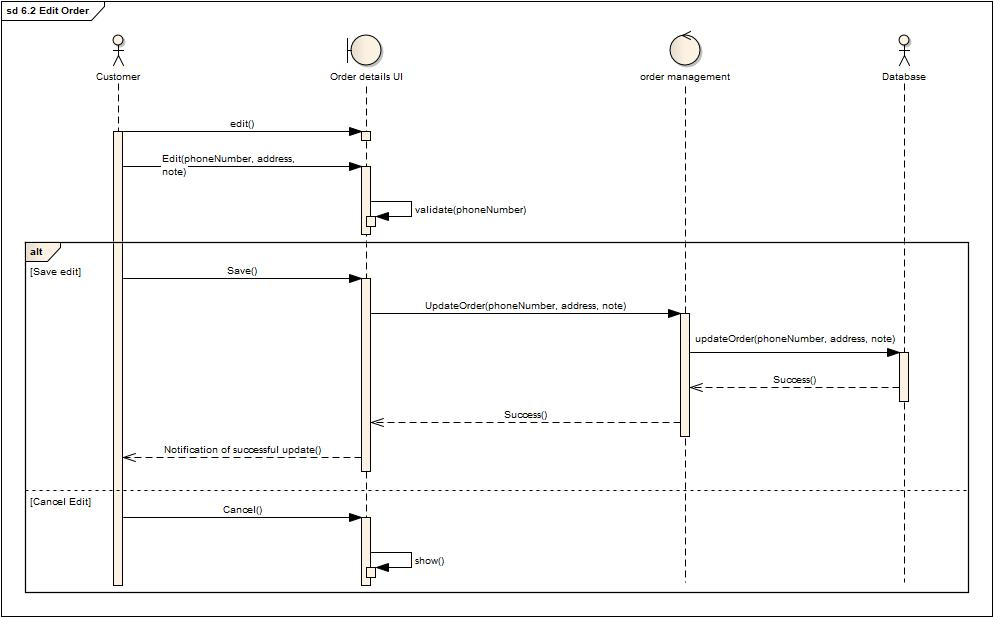 sd 6.2 Edit Order
Customer
Order details UI
order management
Database
edit()
Edit(phoneNumber, address,
note)
validate(phoneNumber)
alt
[Save edit]
Save()
UpdateOrder(phoneNumber, address, note)
updateOrder(phoneNumber, address, note)
Success()
Success()
Notification of successful update()
[Cancel Edit]
Cancel()
show()